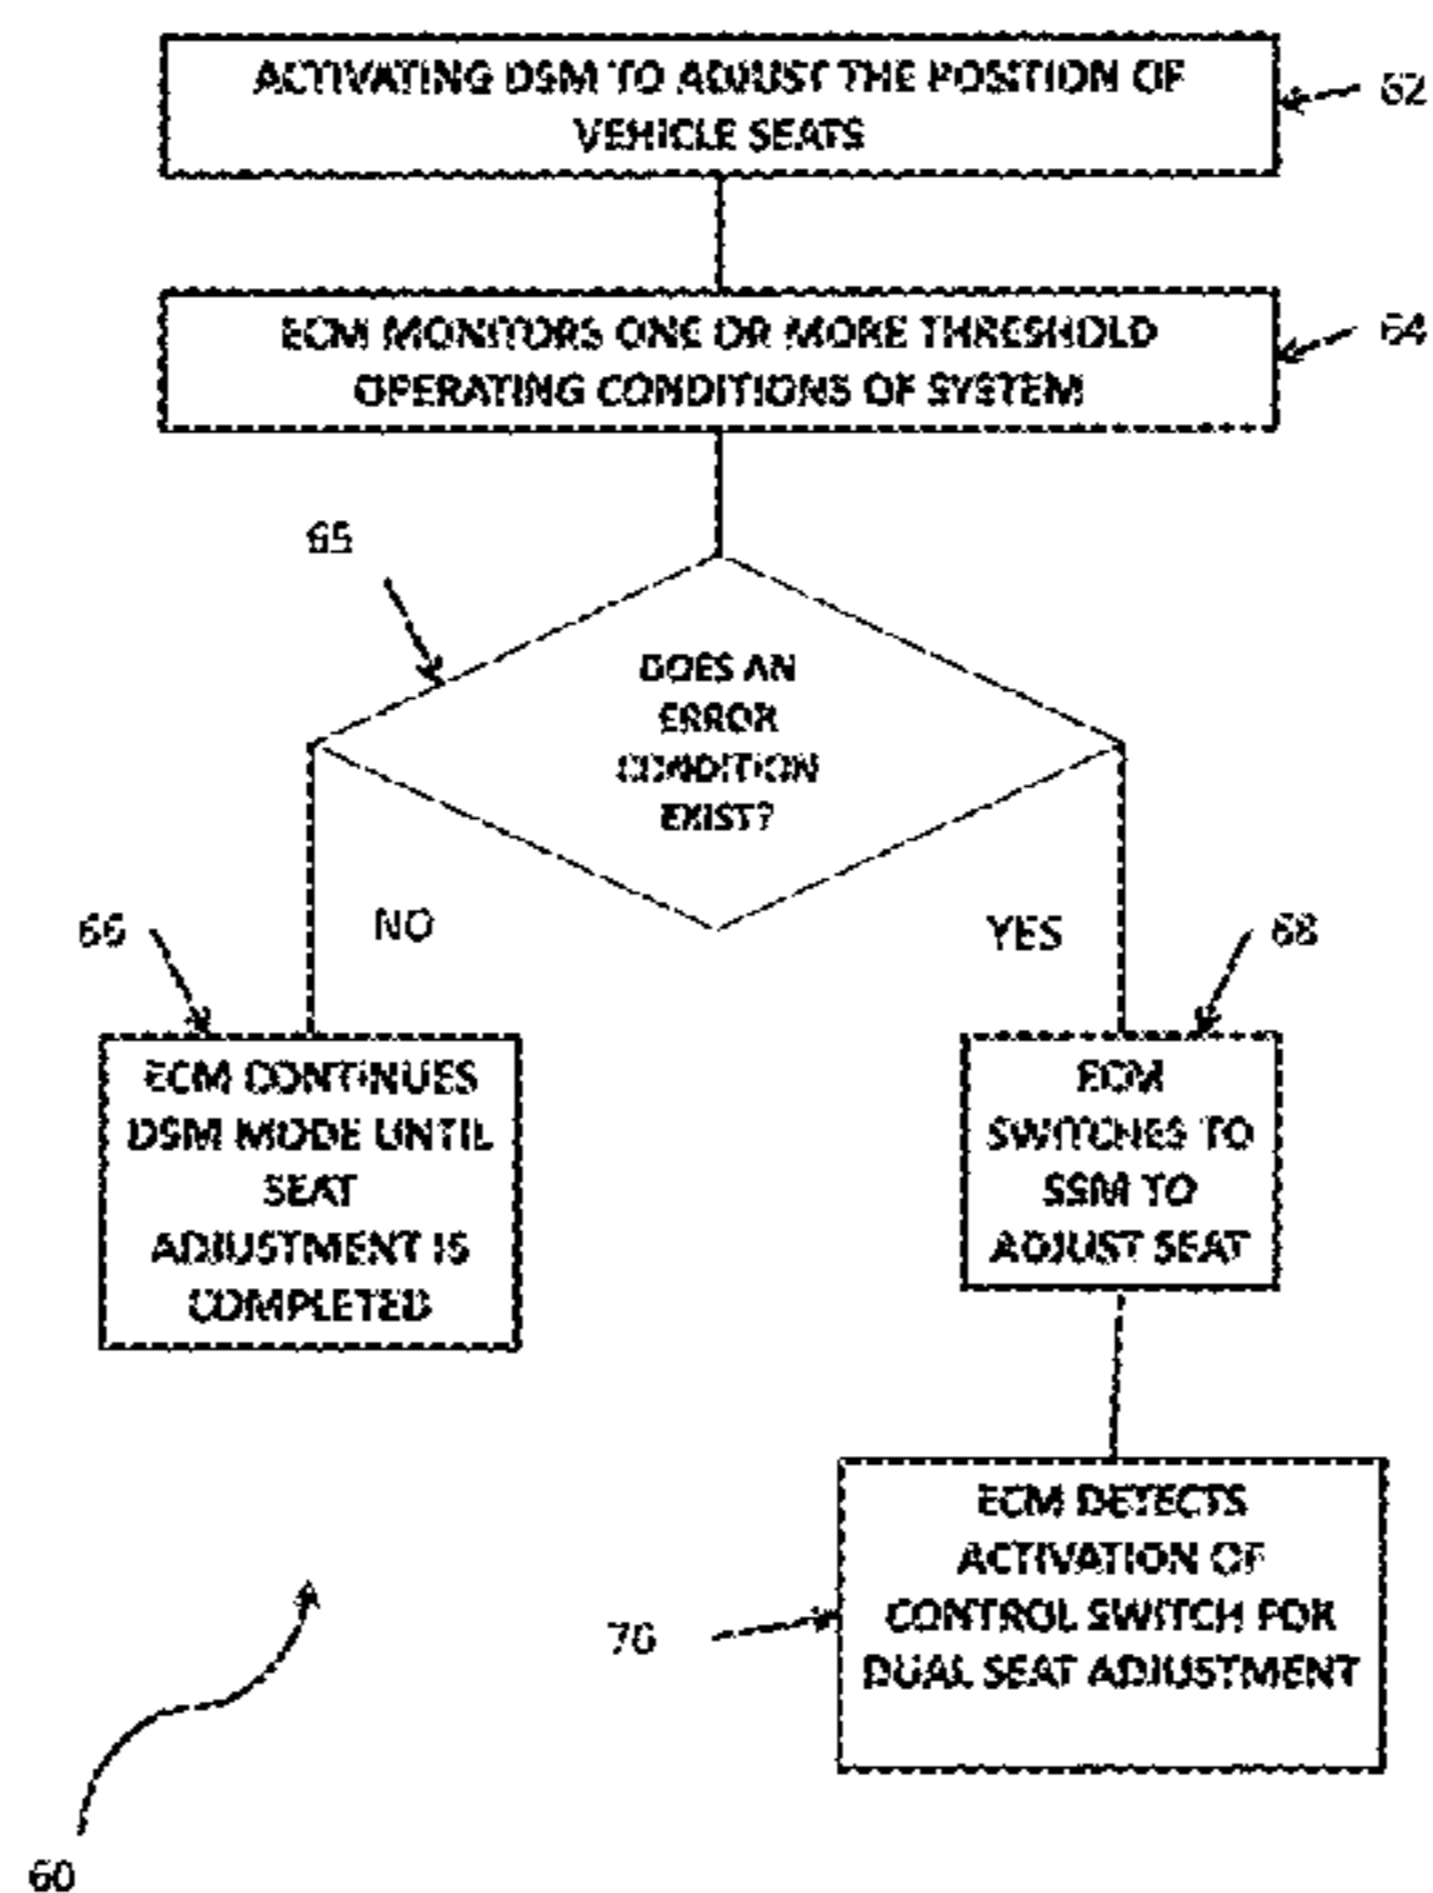 ACTIVATING DSM TO ADJUST THE POSITION OF
VEHICLE SEATS
62
ECM MONITORS ONE OR MORE THRESHOLD
OPERATING CONDITIONS OF SYSTEM
64
65
DOES AN
ERROR
CONDITION
EXIST?
NO
YES
66
68
ECM CONTINUES
DSM MODE UNTIL
SEAT
ADJUSTMENT IS
COMPLETED
ECM
SWITCHES TO
SSM TO
ADJUST SEAT
ECM DETECTS
ACTIVATION OF
CONTROL SWITCH FOR
DUAL SEAT ADJUSTMENT
70
60